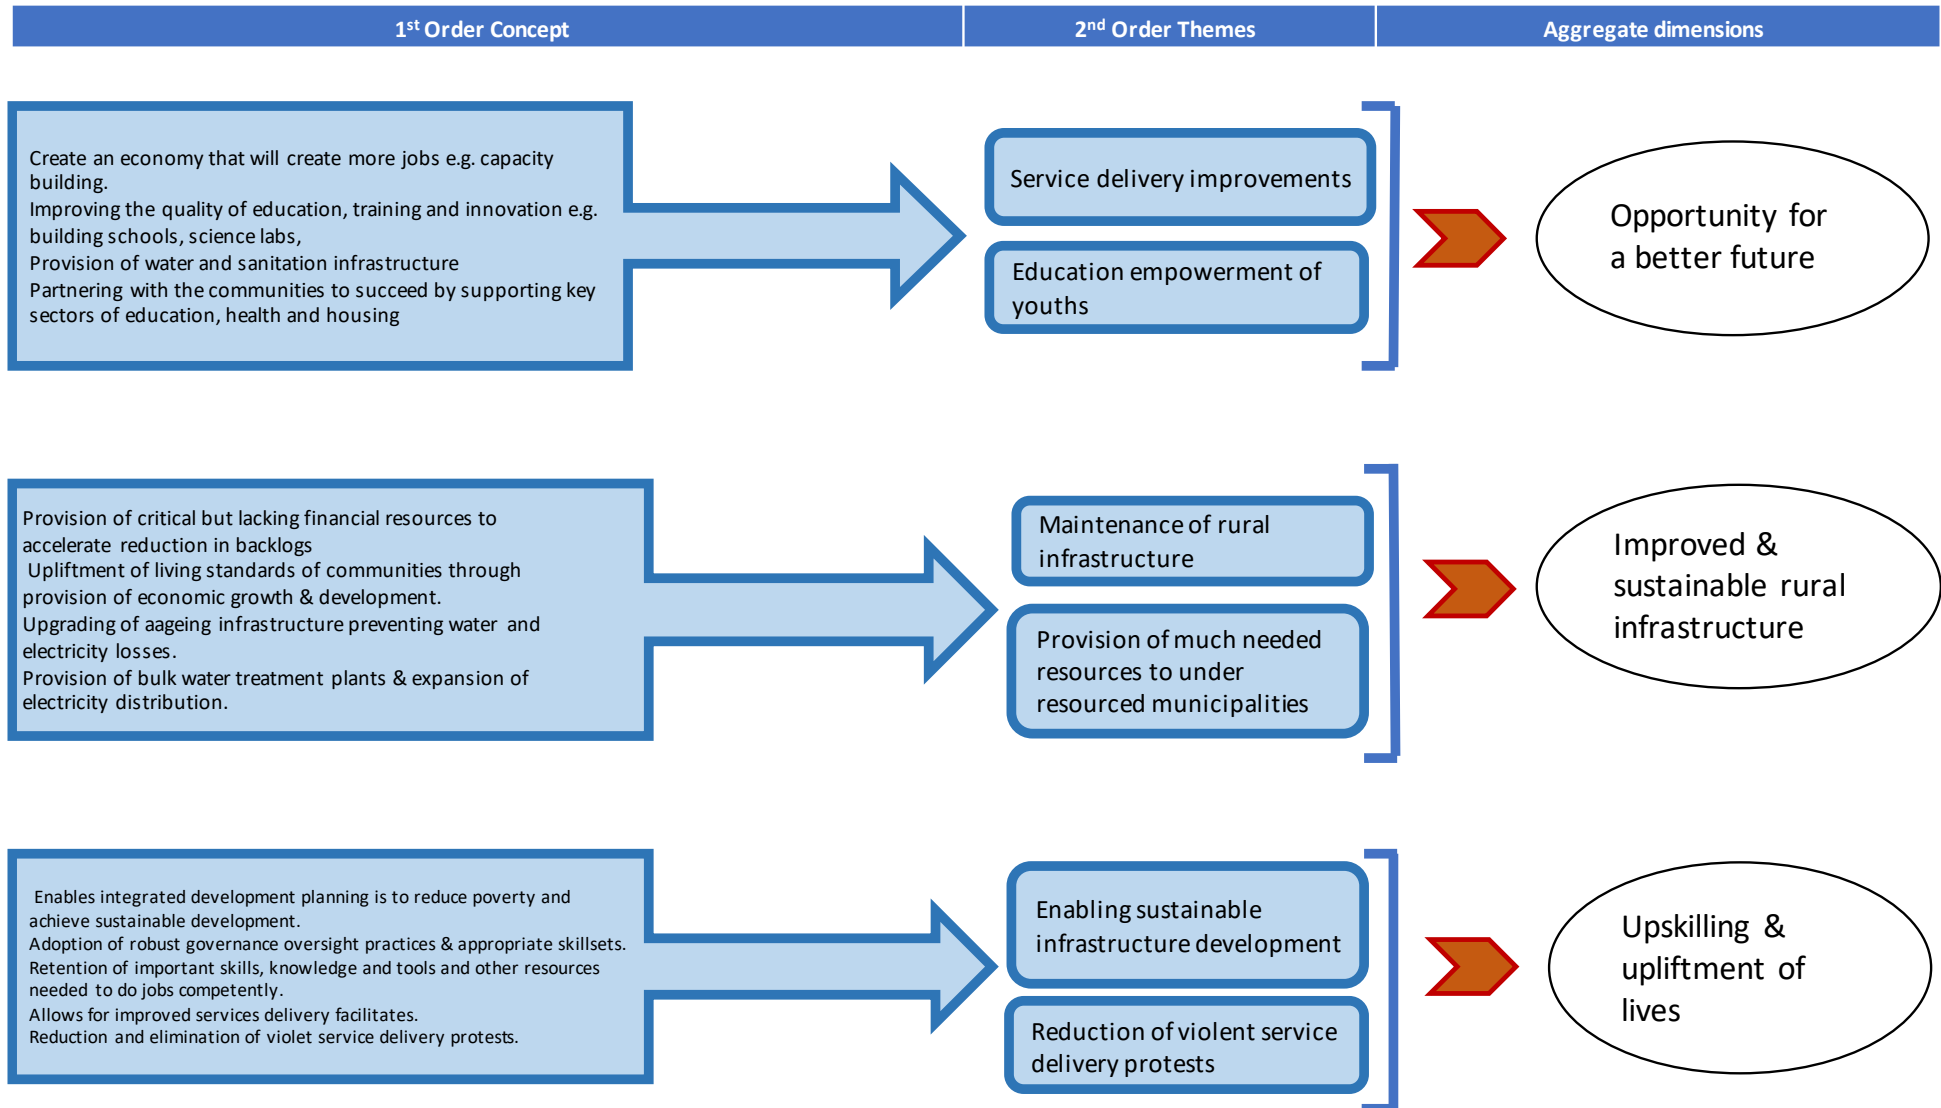 1st Order Concept
2nd Order Themes
Aggregate dimensions
Create an economy that will create more jobs e.g. capacity
building.
Improving the quality of education, training and innovation e.g.
building schools, science labs,
Provision of water and sanitation infrastructure
Partnering with the communities to succeed by supporting key
sectors of education, health and housing
Service delivery improvements
Education empowerment of
youths
Opportunity for
a better future
Provision of critical but lacking financial resources to
accelerate reduction in backlogs
Upliftment of living standards of communities through
provision of economic growth & development.
Upgrading of aageing infrastructure preventing water and
electricity losses.
Provision of bulk water treatment plants & expansion of
electricity distribution.
Maintenance of rural
infrastructure
Provision of much needed
resources to under
resourced municipalities
Improved &
sustainable rural
infrastructure
Enables integrated development planning is to reduce poverty and
achieve sustainable development.
Adoption of robust governance oversight practices & appropriate skillsets.
Retention of important skills, knowledge and tools and other resources
needed to do jobs competently.
Allows for improved services delivery facilitates.
Reduction and elimination of violet service delivery protests.
Enabling sustainable
infrastructure development
Reduction of violent service
delivery protests
Upskilling &
upliftment of
lives